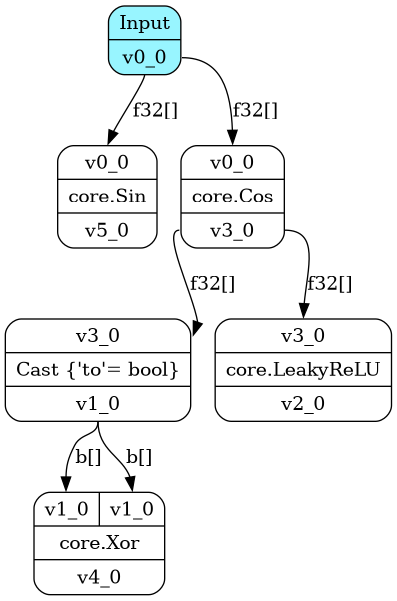 Input
v0_0
f32[]
f32[]
v0_0
core.Sin
v5_0
v0_0
core.Cos
v3_0
f32[]
f32[]
v3_0
Cast {'to'= bool}
v1_0
v3_0
core.LeakyReLU
v2_0
b[]
b[]
v1_0
v1_0
core.Xor
v4_0